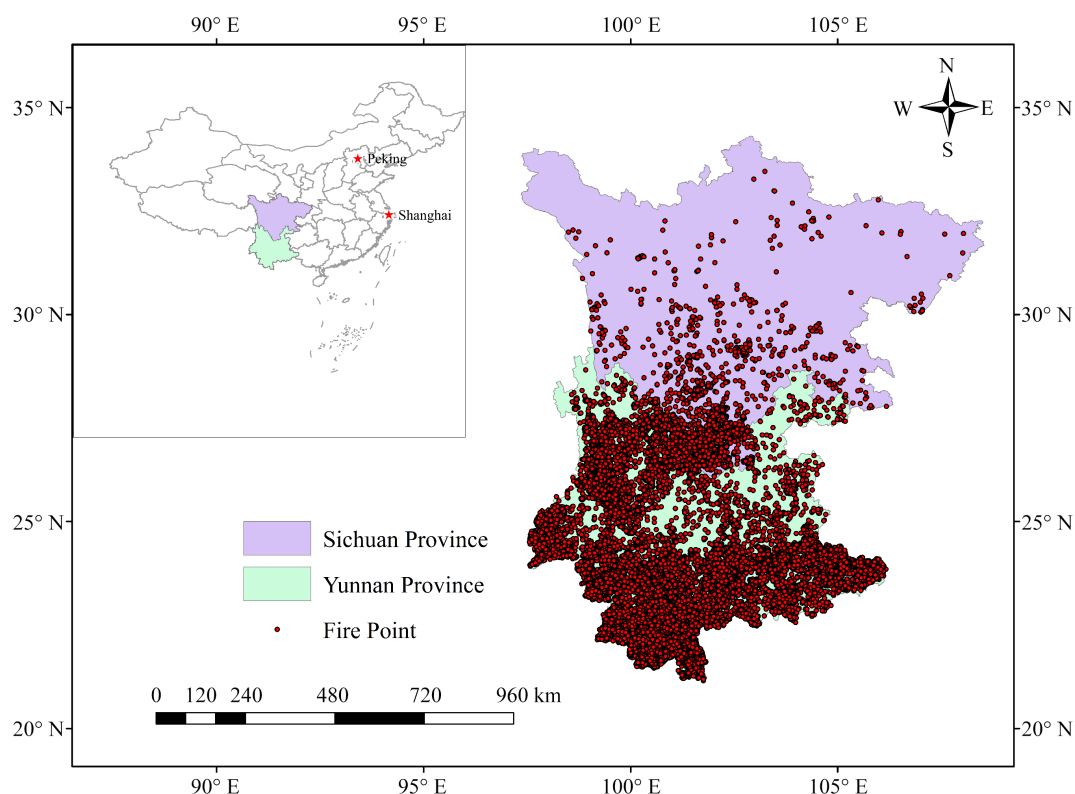 90° E 95° E 100° E 105° E
35° N 35° N
N
W E
S
Peking
Shanghai
30° N 30° N
25° N 25° N
Sichuan Province
Yunnan Province
Fire Point
0 120 240 480 720 960 km
20° N 20° N
90° E 95° E 100° E 105° E